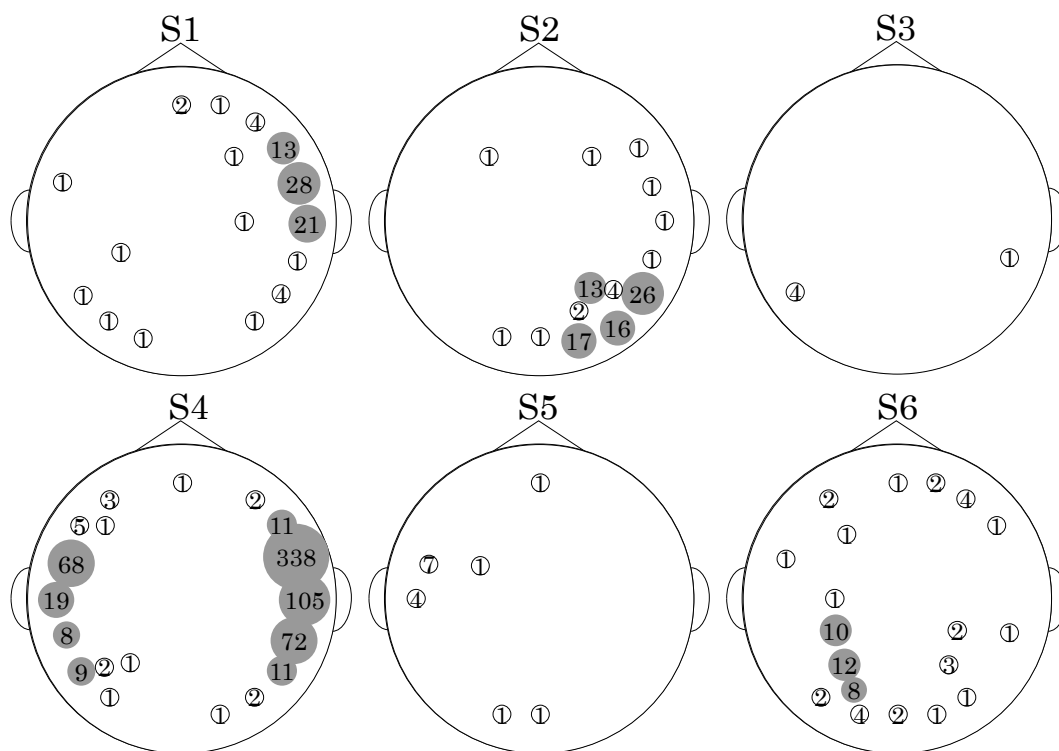 S1 S2 S3
2 1 4
13 1 1
1 1 1
1 28 1
1 21 1
1 1 1 1
1 4 13 4 26 4
1 1 2 16
1 1 1 17
S4 S5 S6
1 1 1 2
3 2 2 4
5 1 11 1
1
68 338 7 1 1
19 105 4 1
8 72 10 2 1
9 2 1 11 12 3
8
1 2 2 1
1 1 1 4 2 1